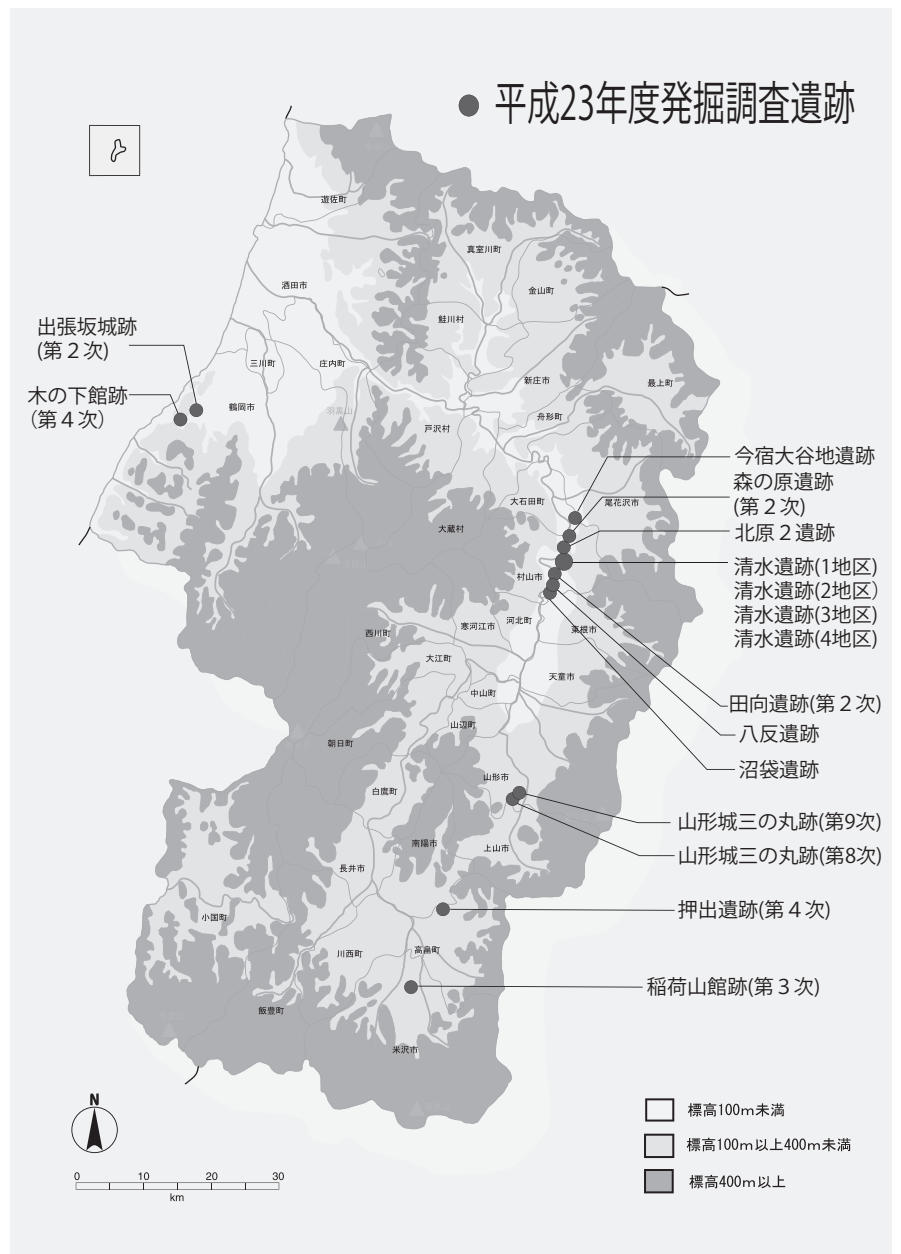 平成23年度発掘調査遺跡
遊佐町
真室川町
酒田市
金山町
鮭川村
出張坂城跡
(第２次)
三川町
庄内町
新庄市
最上町
木の下館跡
(第４次)
鶴岡市
羽黒山
舟形町
戸沢村
今宿大谷地遺跡
森の原遺跡
(第２次)
大石田町
尾花沢市
大蔵村
北原２遺跡
清水遺跡(1地区)
清水遺跡(2地区)
清水遺跡(3地区)
清水遺跡(4地区)
村山市
河北町
寒河江市
西川町
東根市
大江町
天童市
中山町
田向遺跡(第２次)
山辺町
八反遺跡
朝日町
沼袋遺跡
山形市
白鷹町
山形城三の丸跡(第9次)
南陽市
上山市
山形城三の丸跡(第8次)
長井市
押出遺跡(第４次)
小国町
川西町
高畠町
稲荷山館跡(第３次)
飯豊町
米沢市
N
0 10 20 30
km
標高100ｍ未満
標高100ｍ以上400ｍ未満
標高400ｍ以上